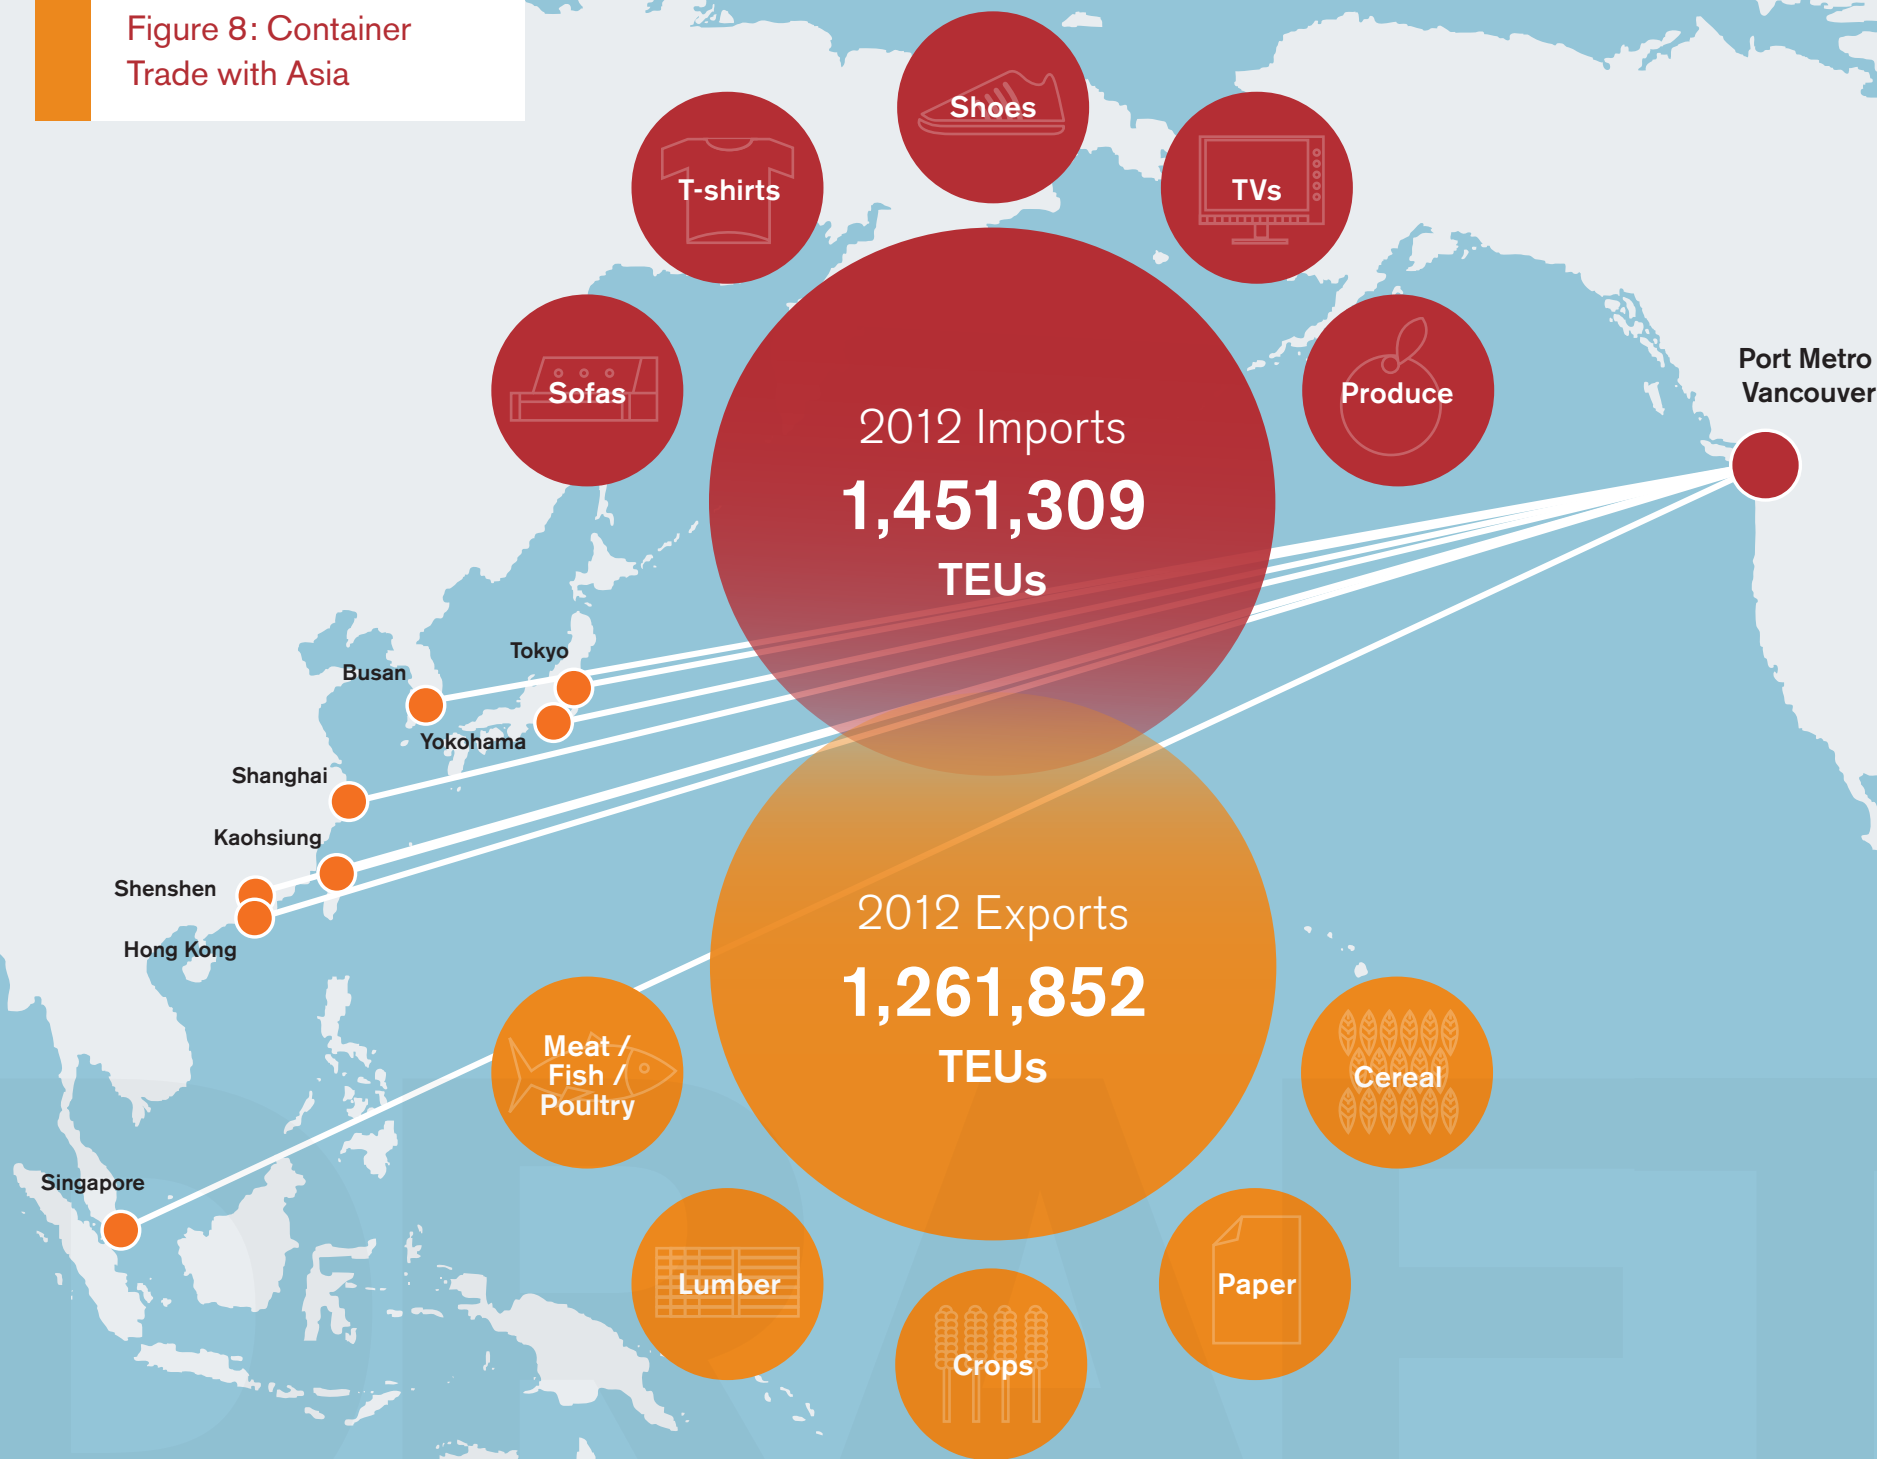 Figure 8: Container
Trade with Asia
Shoes
T-shirts
TVs
Sofas
Produce
Port Metro
Vancouver
2012 Imports
1,451,309
TEUs
Tokyo
Busan
Yokohama
Shanghai
Kaohsiung
Shenshen
Hong Kong
2012 Exports
1,261,852
TEUs
Meat /
Fish /
Poultry
Cereal
Singapore
Lumber
Paper
Crops
DRAFT